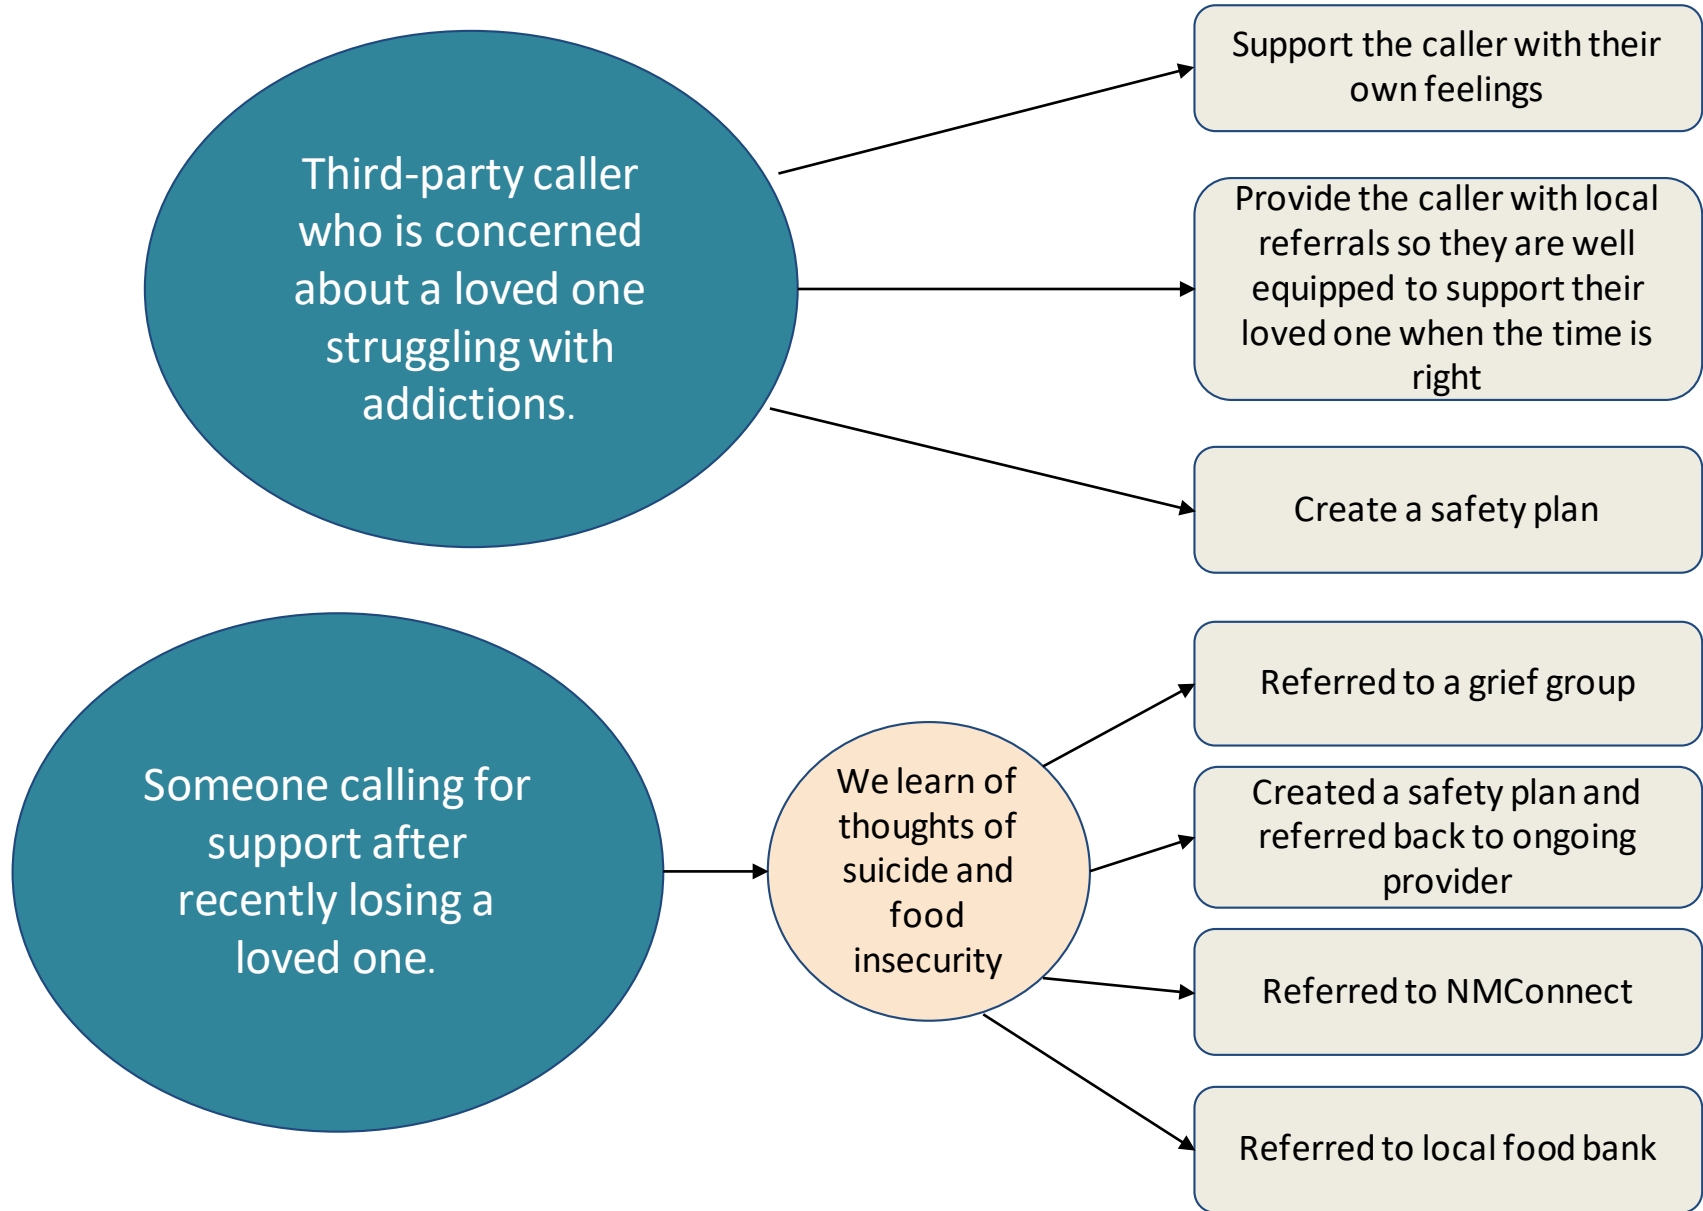 Support the caller with their
own feelings
Third-party caller
who is concerned
about a loved one
struggling with
addictions.
Provide the caller with local
referrals so they are well
equipped to support their
loved one when the time is
right
Create a safety plan
Someone calling for
support after
recently losing a
loved one.
We learn of
thoughts of
suicide and
food
insecurity
Referred to a grief group
Created a safety plan and
referred back to ongoing
provider
Referred to NMConnect
Referred to local food bank